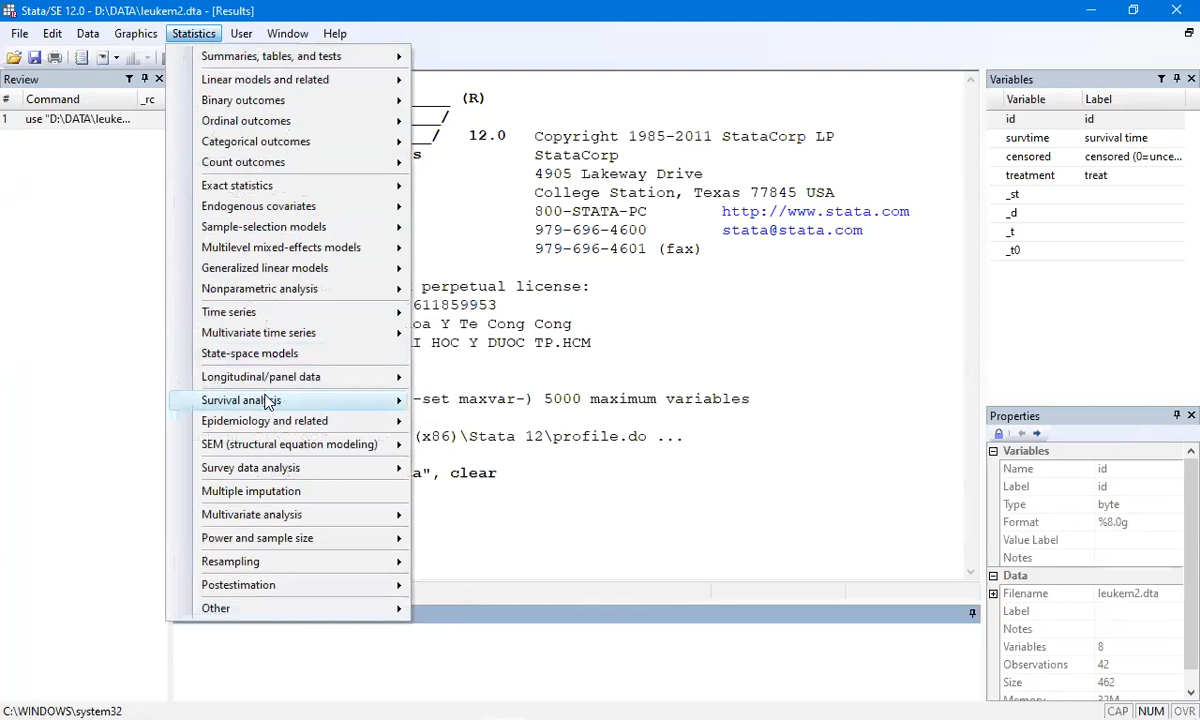 Stata/SE 12.0 - D:\DATA\leukem2.dta - [Results]
File Edit Data Graphics Statistics User Window Help
Review
# Command _rc
1 use "D:\DATA\leuke...
Summaries, tables, and tests
Linear models and related
Binary outcomes
Ordinal outcomes
Categorical outcomes
Count outcomes
Exact statistics
Endogenous covariates
Sample-selection models
Multilevel mixed-effects models
Generalized linear models
Nonparametric analysis
Time series
Multivariate time series
State-space models
Longitudinal/panel data
Survival analysis
Epidemiology and related
SEM (structural equation modeling)
Survey data analysis
Multiple imputation
Multivariate analysis
Power and sample size
Resampling
Postestimation
Other
(R)
12.0 Copyright 1985-2011 StataCorp LP
s StataCorp
4905 Lakeway Drive
College Station, Texas 77845 USA
800-STATA-PC http://www.stata.com
979-696-4600 stata@stata.com
979-696-4601 (fax)
perpetual license:
611859953
oa Y Te Cong Cong
I HOC Y DUOC TP.HCM
-set maxvar-) 5000 maximum variables
(x86)\Stata 12\profile.do ...
a", clear
Variables
Variable Label
id id
survtime survival time
censored censored (0=unce...
treatment treat
_st
_d
_t
_t0
Properties
Variables
Name id
Label id
Type byte
Format %8.0g
Value Label
Notes
Data
Filename leukem2.dta
Label
Notes
Variables 8
Observations 42
Size 462
Memory 32M
C:\WINDOWS\system32
CAP NUM OVR